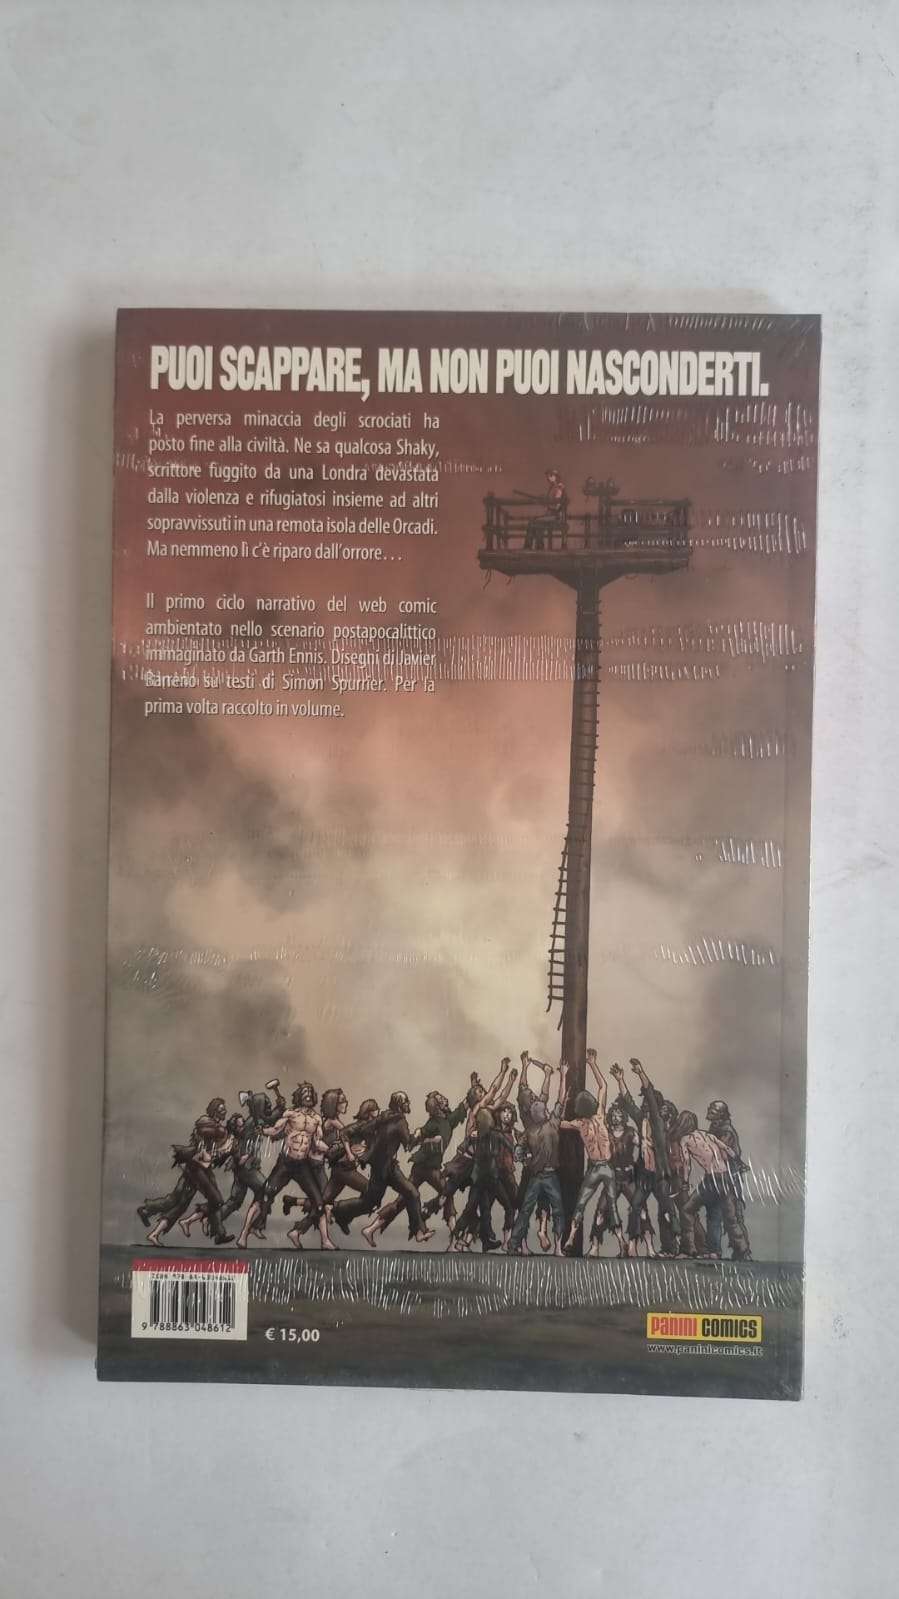 PUOI SCAPPARE, MA NON PUOI NASCONDERTI.
La perversa minaccia degli scrociati ha
posto fine alla civiltà. Ne sa qualcosa Shaky,
scrittore fuggito da una Londra devastata
dalla violenza e rifugiatosi insieme ad altri
sopravvissuti in una remota isola delle Orcadi.
Ma nemmeno lì c'è riparo dall'orrore...
Il primo ciclo narrativo del web comic
ambientato nello scenario postapocalittico
immaginato da Garth Ennis. Disegni di Javier
Barreno su testi di Simon Spurrier. Per la
prima volta raccolto in volume.
9 788863 048612
€ 15,00
PANINI COMICS
www.paninicomics.it